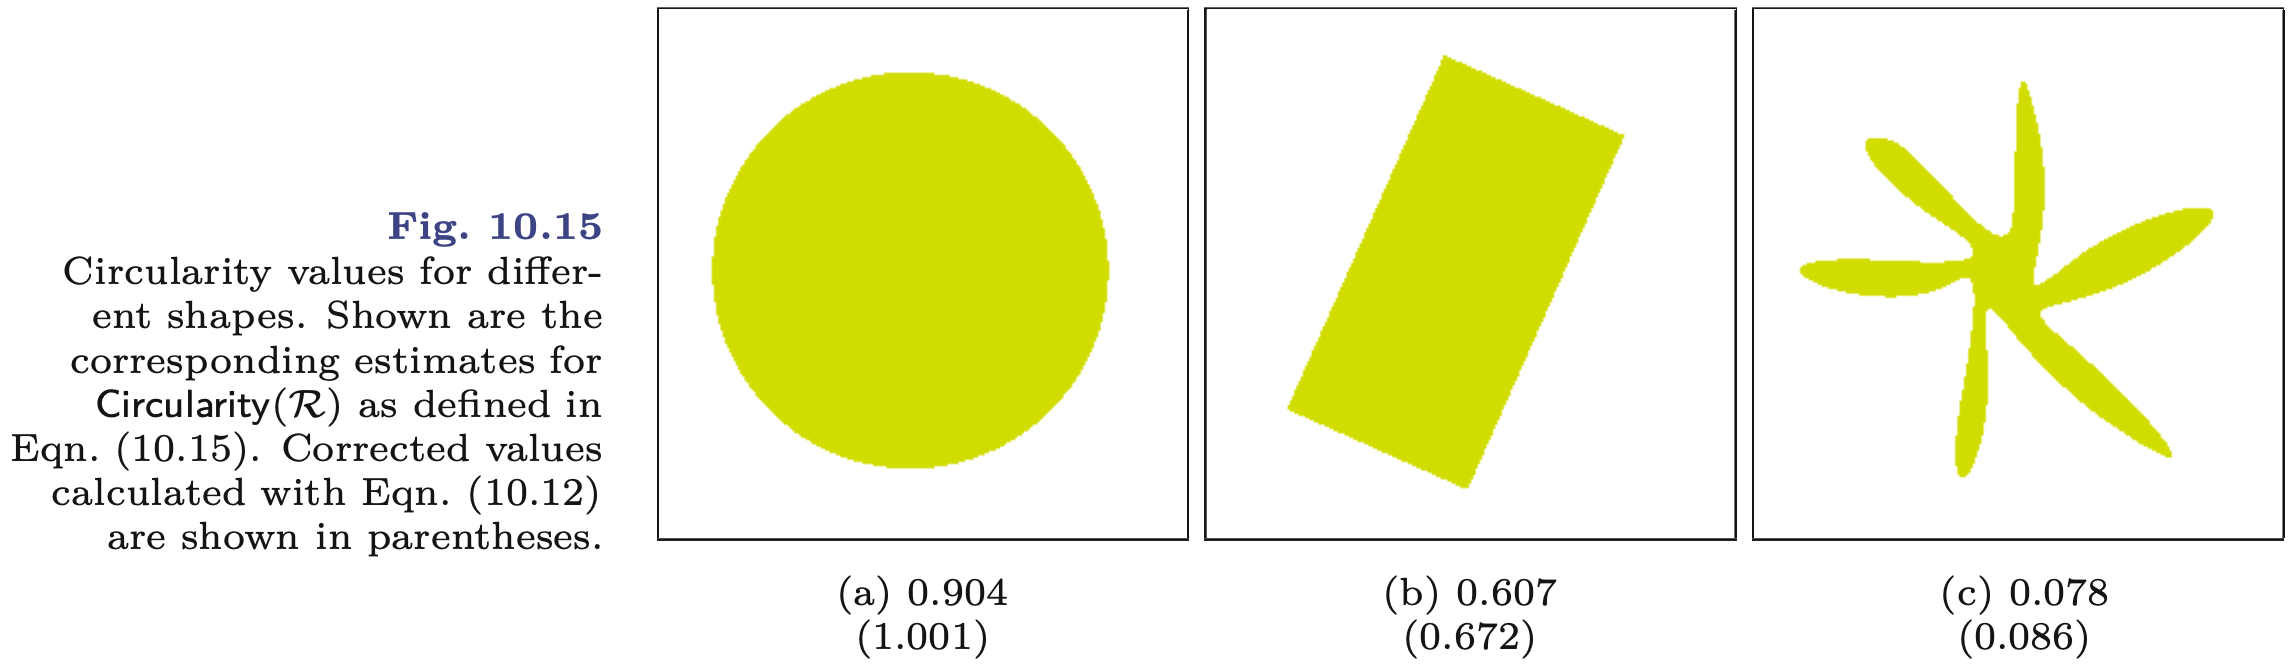 Fig. 10.15
Circularity values for differ-
ent shapes. Shown are the
corresponding estimates for
Circularity(ℛ) as defined in
Eqn. (10.15). Corrected values
calculated with Eqn. (10.12)
are shown in parentheses.
(a) 0.904
(1.001)
(b) 0.607
(0.672)
(c) 0.078
(0.086)